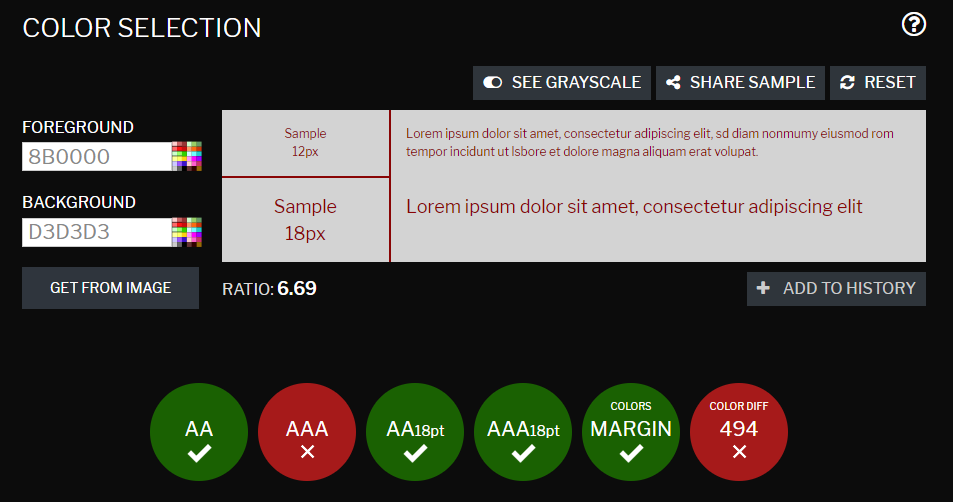 COLOR SELECTION
SEE GRAYSCALE
SHARE SAMPLE
RESET
FOREGROUND
8B0000
BACKGROUND
D3D3D3
GET FROM IMAGE
Sample
12px
Lorem ipsum dolor sit amet, consectetur adipiscing elit, sd diam nonmumy eiusmod rom
tempor incidunt ut lsbore et dolore magna aliquam erat volupat.
Sample
18px
Lorem ipsum dolor sit amet, consectetur adipiscing elit
RATIO: 6.69
ADD TO HISTORY
AA
AAA
AA18pt
AAA18pt
COLORS
MARGIN
COLOR DIFF
494